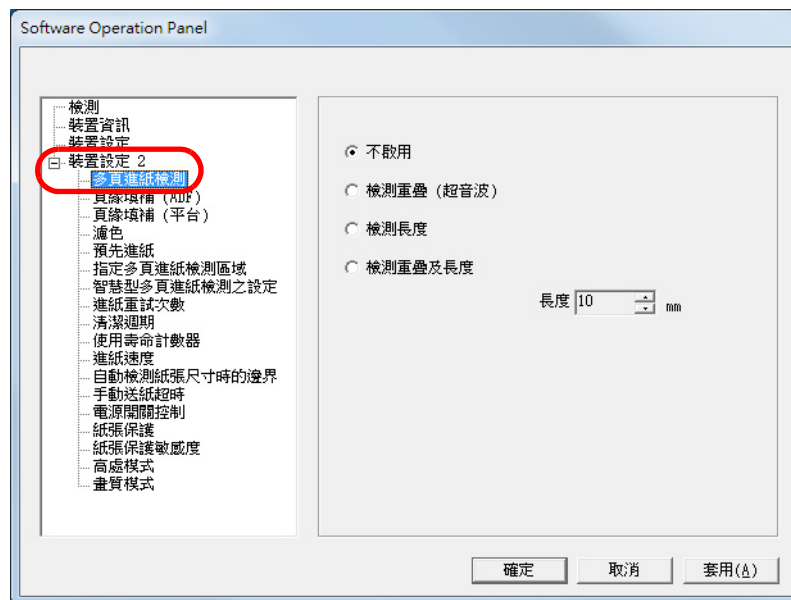 Software Operation Panel
檢測
裝置資訊
裝置設定
裝置設定 2
多頁進紙檢測
頁緣填補 (ADF)
頁緣填補 (平台)
濾色
預先進紙
指定多頁進紙檢測區域
智慧型多頁進紙檢測之設定
進紙重試次數
清潔週期
使用壽命計數器
進紙速度
自動檢測紙張尺寸時的邊界
手動送紙超時
電源開關控制
紙張保護
紙張保護敏感度
高處模式
畫質模式
不啟用
檢測重疊 (超音波)
檢測長度
檢測重疊及長度
長度 10 mm
確定
取消
套用(A)